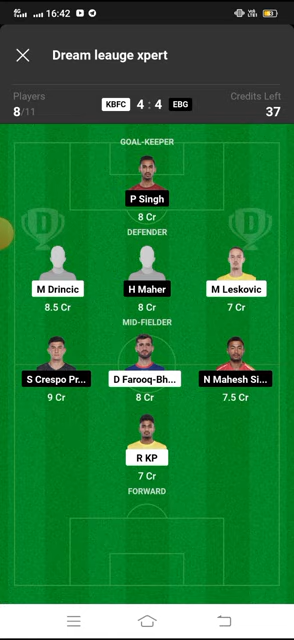 4G 16:42
Dream leauge xpert
Players
8/11
KBFC 4 : 4 EBG
Credits Left
37
GOAL-KEEPER
P Singh
8 Cr
DEFENDER
M Drincic
8.5 Cr
H Maher
8 Cr
M Leskovic
7 Cr
MID-FIELDER
S Crespo Pr...
9 Cr
D Farooq-Bh...
8 Cr
N Mahesh Si...
7.5 Cr
R KP
7 Cr
FORWARD